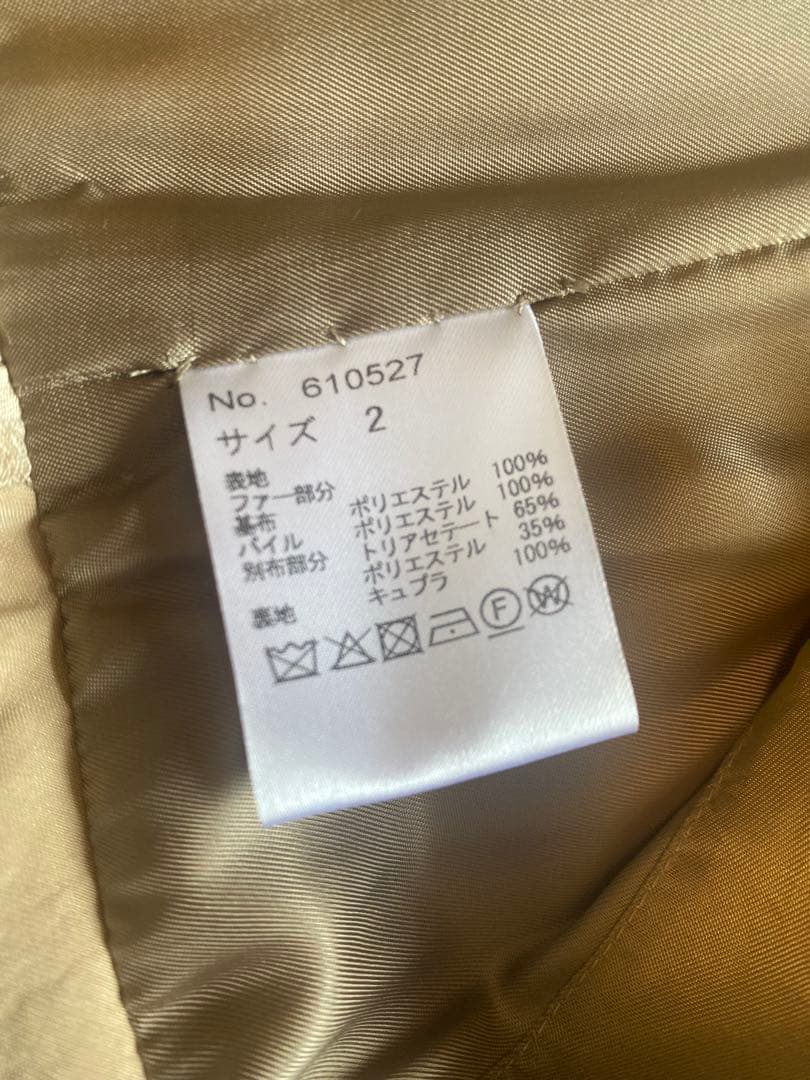 No. 610527
サイズ 2
表地
ファー部分
基布 ポリエステル 100%
パイル ポリエステル 100%
別布部分 トリアセテート 65%
ポリエステル 35%
裏地 キュプラ 100%
F W